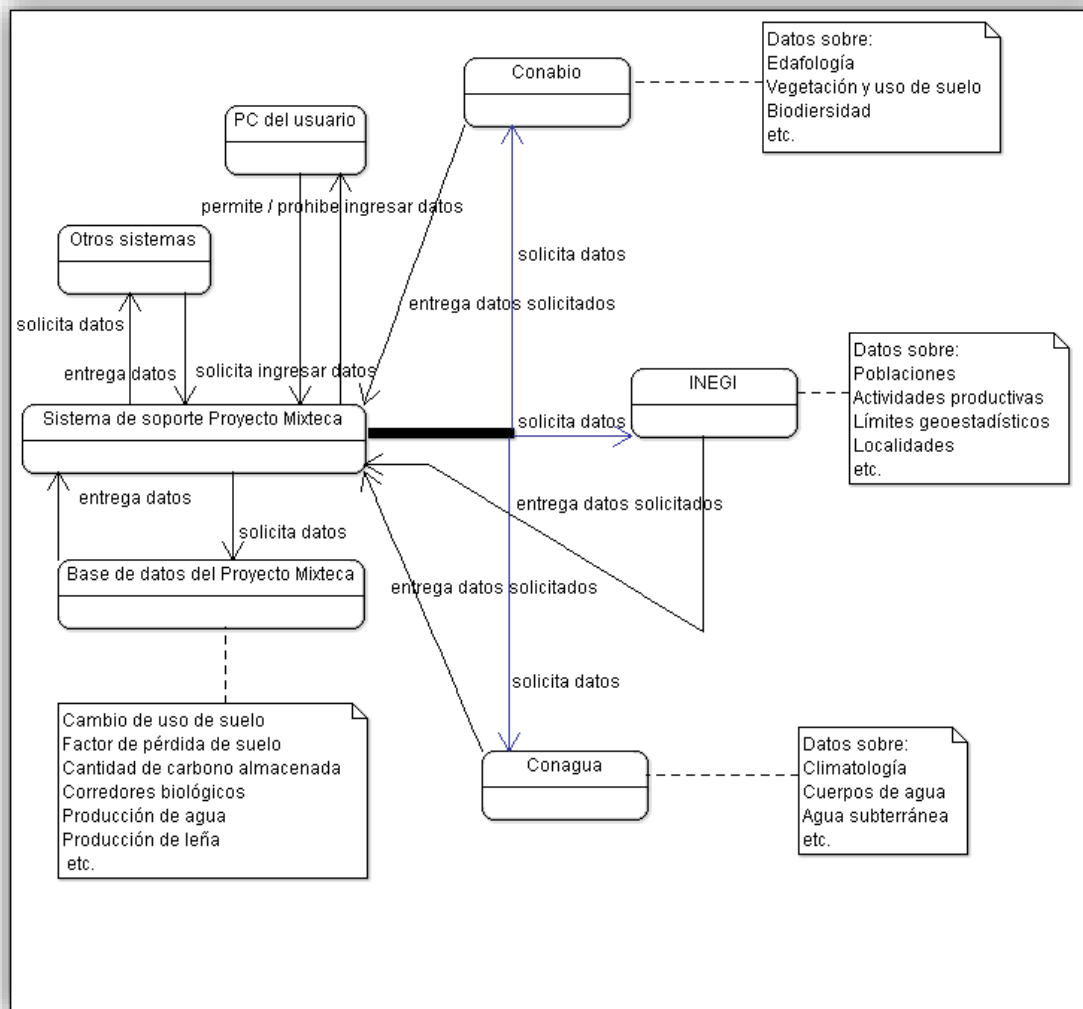 Conabio
Datos sobre:
Edafología
Vegetación y uso de suelo
Biodiersidad
etc.
PC del usuario
permite / prohibe ingresar datos
Otros sistemas
solicita datos
solicita datos
entrega datos solicitados
entrega datos
solicita ingresar datos
Sistema de soporte Proyecto Mixteca
solicita datos
INEGI
Datos sobre:
Poblaciones
Actividades productivas
Límites geoestadísticos
Localidades
etc.
entrega datos
solicita datos
entrega datos solicitados
Base de datos del Proyecto Mixteca
entrega datos solicitados
solicita datos
Cambio de uso de suelo
Factor de pérdida de suelo
Cantidad de carbono almacenada
Corredores biológicos
Producción de agua
Producción de leña
etc.
Conagua
Datos sobre:
Climatología
Cuerpos de agua
Agua subterránea
etc.